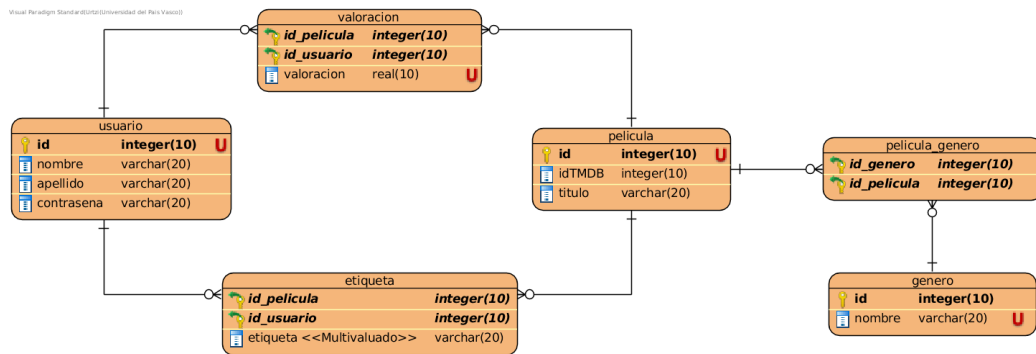 Visual Paradigm Standard(Urtzi(Universidad del Pais Vasco))
valoracion
id_pelicula integer(10)
id_usuario integer(10)
valoracion real(10) U
usuario
id integer(10) U
nombre varchar(20)
apellido varchar(20)
contrasena varchar(20)
pelicula
id integer(10) U
idTMDB integer(10)
titulo varchar(20)
pelicula_genero
id_genero integer(10)
id_pelicula integer(10)
etiqueta
id_pelicula integer(10)
id_usuario integer(10)
etiqueta <<Multivaluado>> varchar(20)
genero
id integer(10)
nombre varchar(20) U